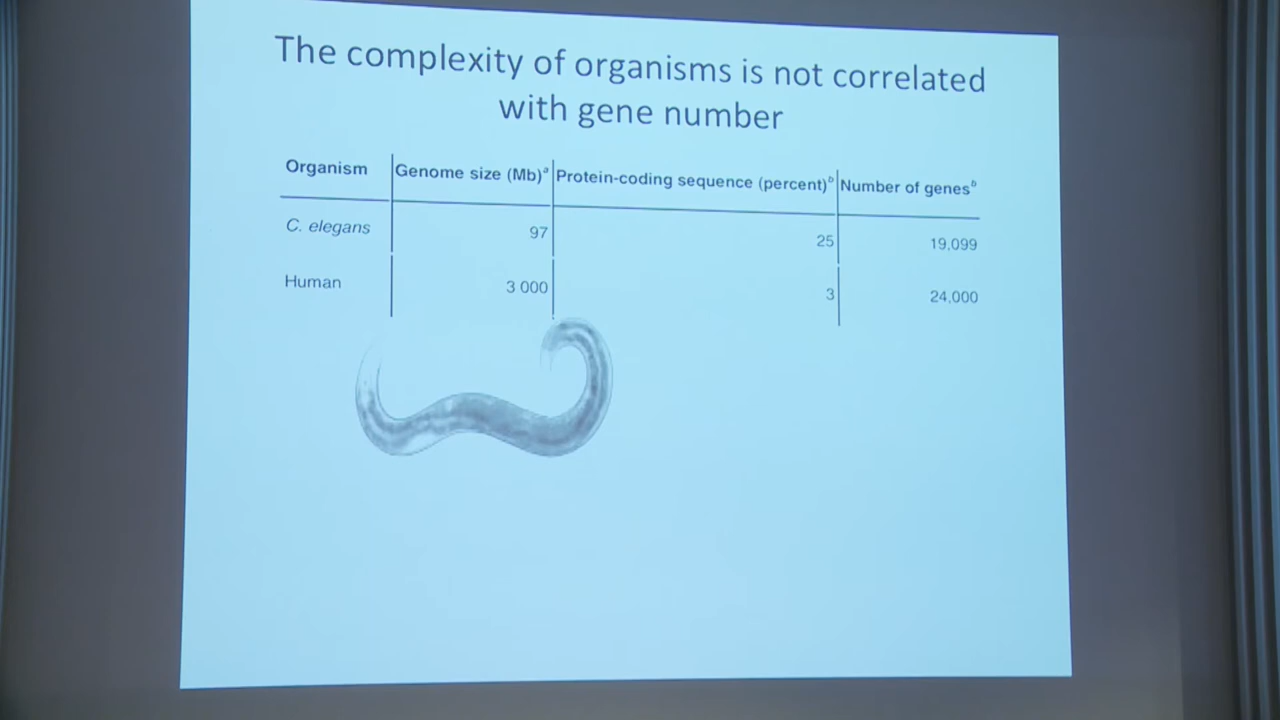 The complexity of organisms is not correlated
with gene number
Organism Genome size (Mb)ᵃ Protein-coding sequence (percent)ᵇ Number of genesᵇ
C. elegans 97 25 19,099
Human 3 000 3 24,000